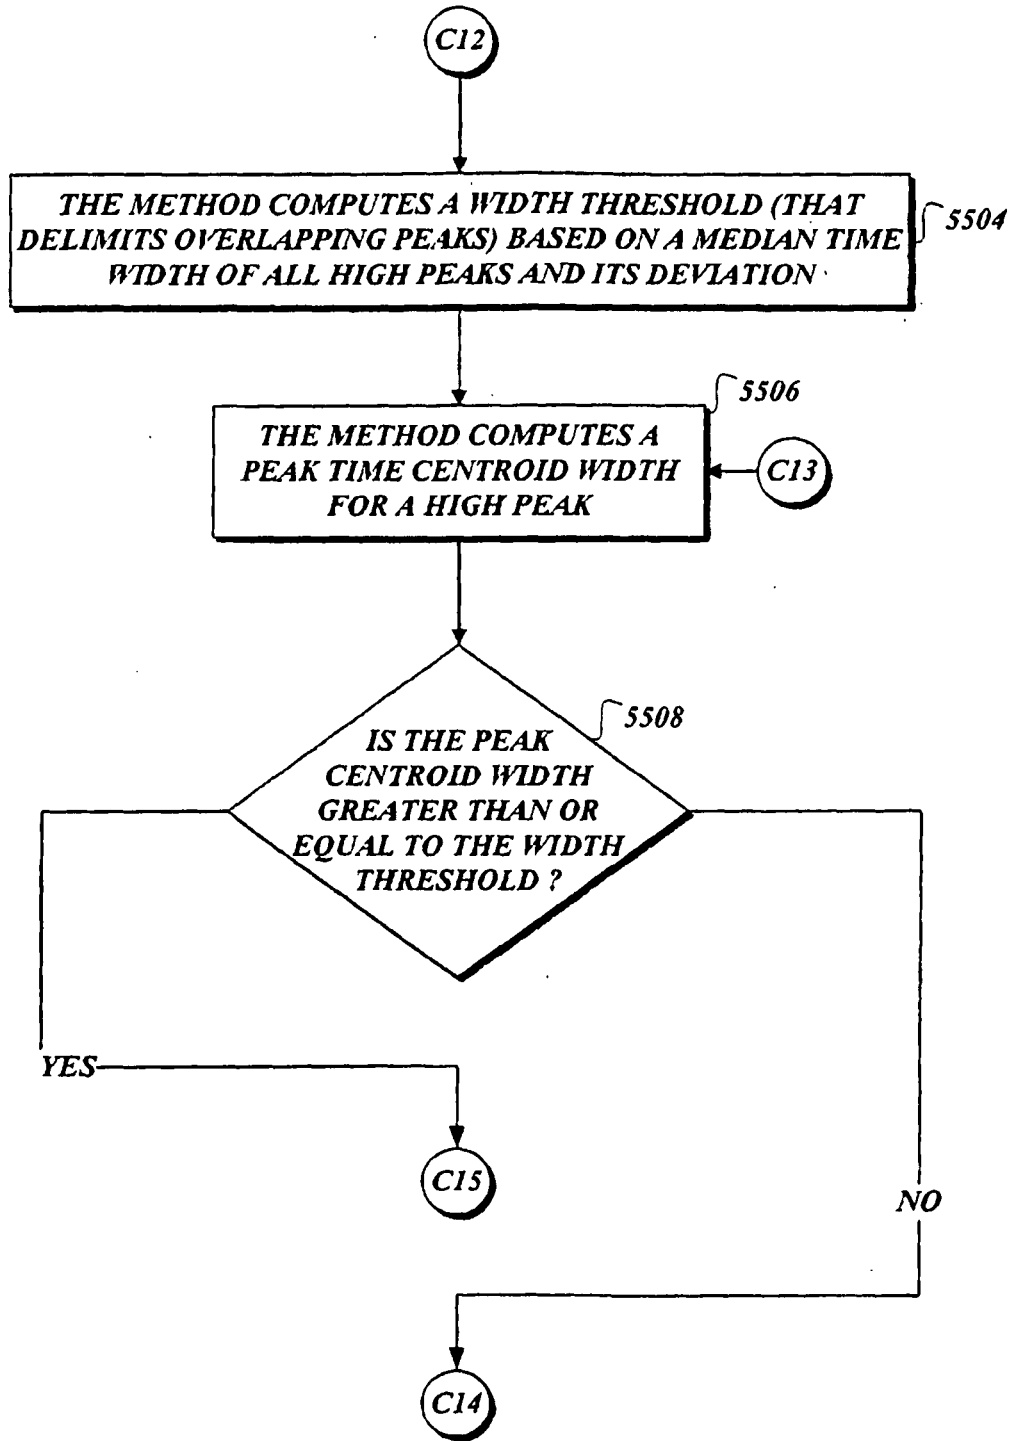 C12
THE METHOD COMPUTES A WIDTH THRESHOLD (THAT
DELIMITS OVERLAPPING PEAKS) BASED ON A MEDIAN TIME
WIDTH OF ALL HIGH PEAKS AND ITS DEVIATION
5504
5506
THE METHOD COMPUTES A
PEAK TIME CENTROID WIDTH
FOR A HIGH PEAK
C13
5508
IS THE PEAK
CENTROID WIDTH
GREATER THAN OR
EQUAL TO THE WIDTH
THRESHOLD ?
YES
C15
NO
C14